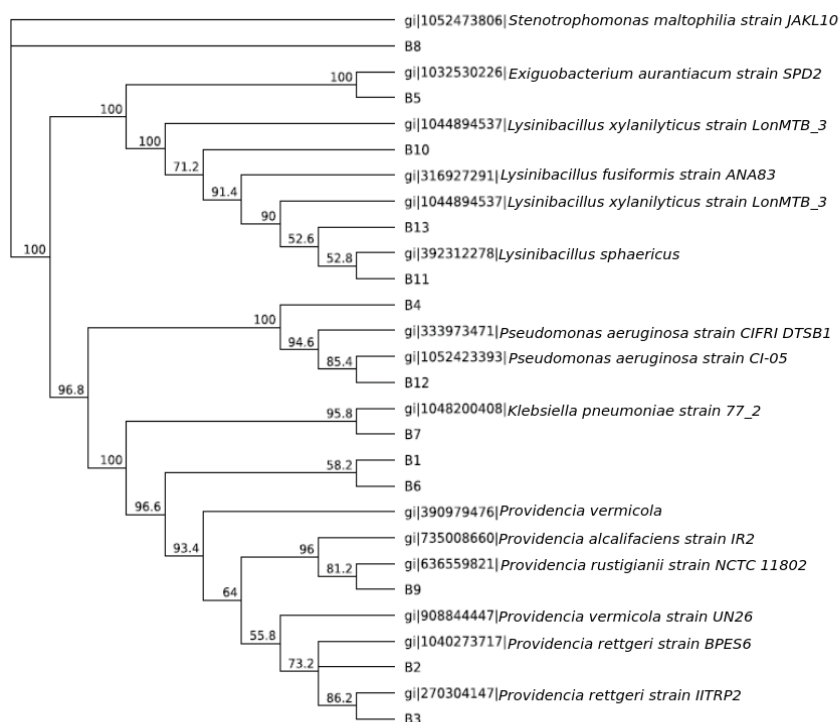 gi|1052473806|Stenotrophomonas maltophilia strain JAKL10
B8
100 gi|1032530226|Exiguobacterium aurantiacum strain SPD2
B5
100
gi|1044894537|Lysinibacillus xylanilyticus strain LonMTB_3
100
B10
71.2
gi|316927291|Lysinibacillus fusiformis strain ANA83
91.4
gi|1044894537|Lysinibacillus xylanilyticus strain LonMTB_3
90
B13
52.6
gi|392312278|Lysinibacillus sphaericus
52.8
B11
100
B4
100
gi|333973471|Pseudomonas aeruginosa strain CIFRI DTSB1
94.6
gi|1052423393|Pseudomonas aeruginosa strain CI-05
85.4
B12
96.8
gi|1048200408|Klebsiella pneumoniae strain 77_2
95.8
B7
100
B1
58.2
B6
96.6
gi|390979476|Providencia vermicola
93.4
gi|735008660|Providencia alcalifaciens strain IR2
96
gi|636559821|Providencia rustigianii strain NCTC 11802
81.2
B9
64
gi|908844447|Providencia vermicola strain UN26
55.8
gi|1040273717|Providencia rettgeri strain BPES6
73.2
B2
gi|270304147|Providencia rettgeri strain IITRP2
86.2
B3